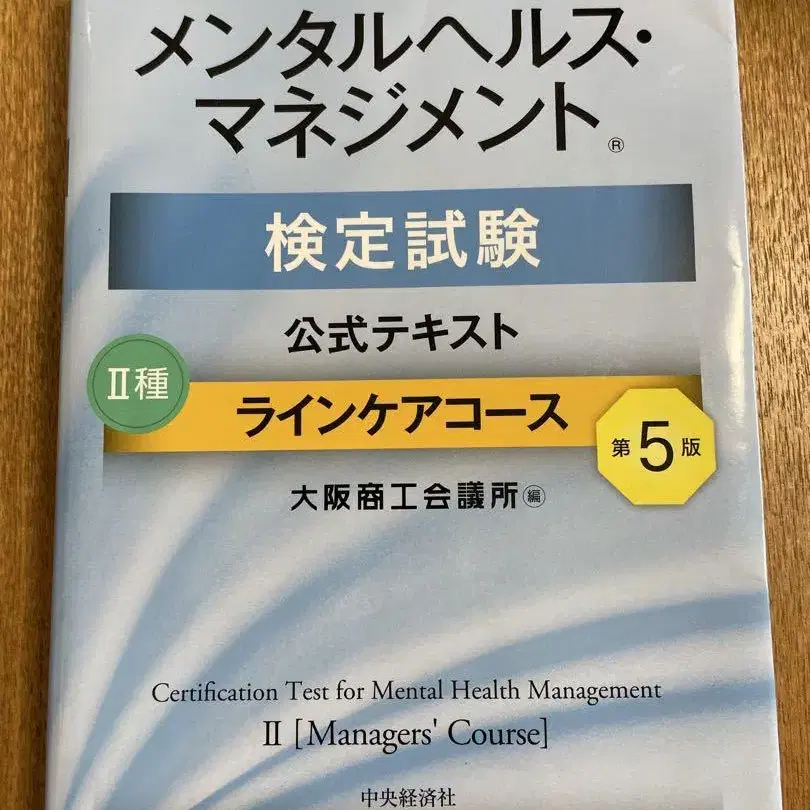 メンタルヘルス・
マネジメント®
検定試験
公式テキスト
Ⅱ種
ラインケアコース
第5版
大阪商工会議所 編
Certification Test for Mental Health Management
Ⅱ [Managers' Course]
中央経済社